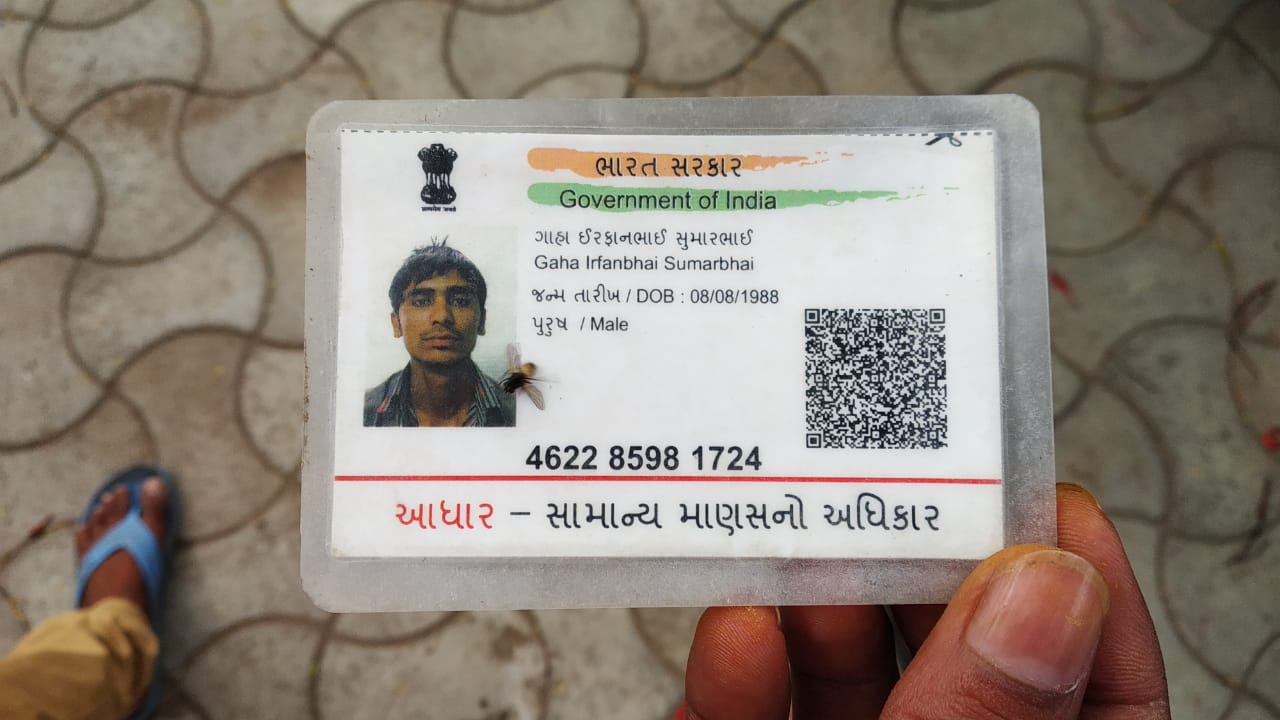 ભારત સરકાર
Government of India
ગાહા ઈરફાનભાઈ સુમારભાઈ
Gaha Irfanbhai Sumarbhai
જન્મ તારીખ / DOB : 08/08/1988
પુરુષ / Male
4622 8598 1724
આધાર – સામાન્ય માણસનો અધિકાર